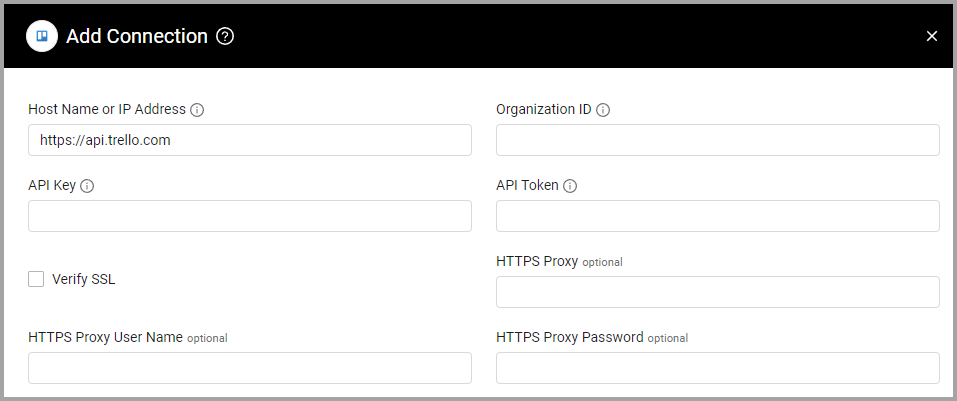 Add Connection
Host Name or IP Address
Organization ID
https://api.trello.com
API Key
API Token
Verify SSL
HTTPS Proxy optional
HTTPS Proxy User Name optional
HTTPS Proxy Password optional